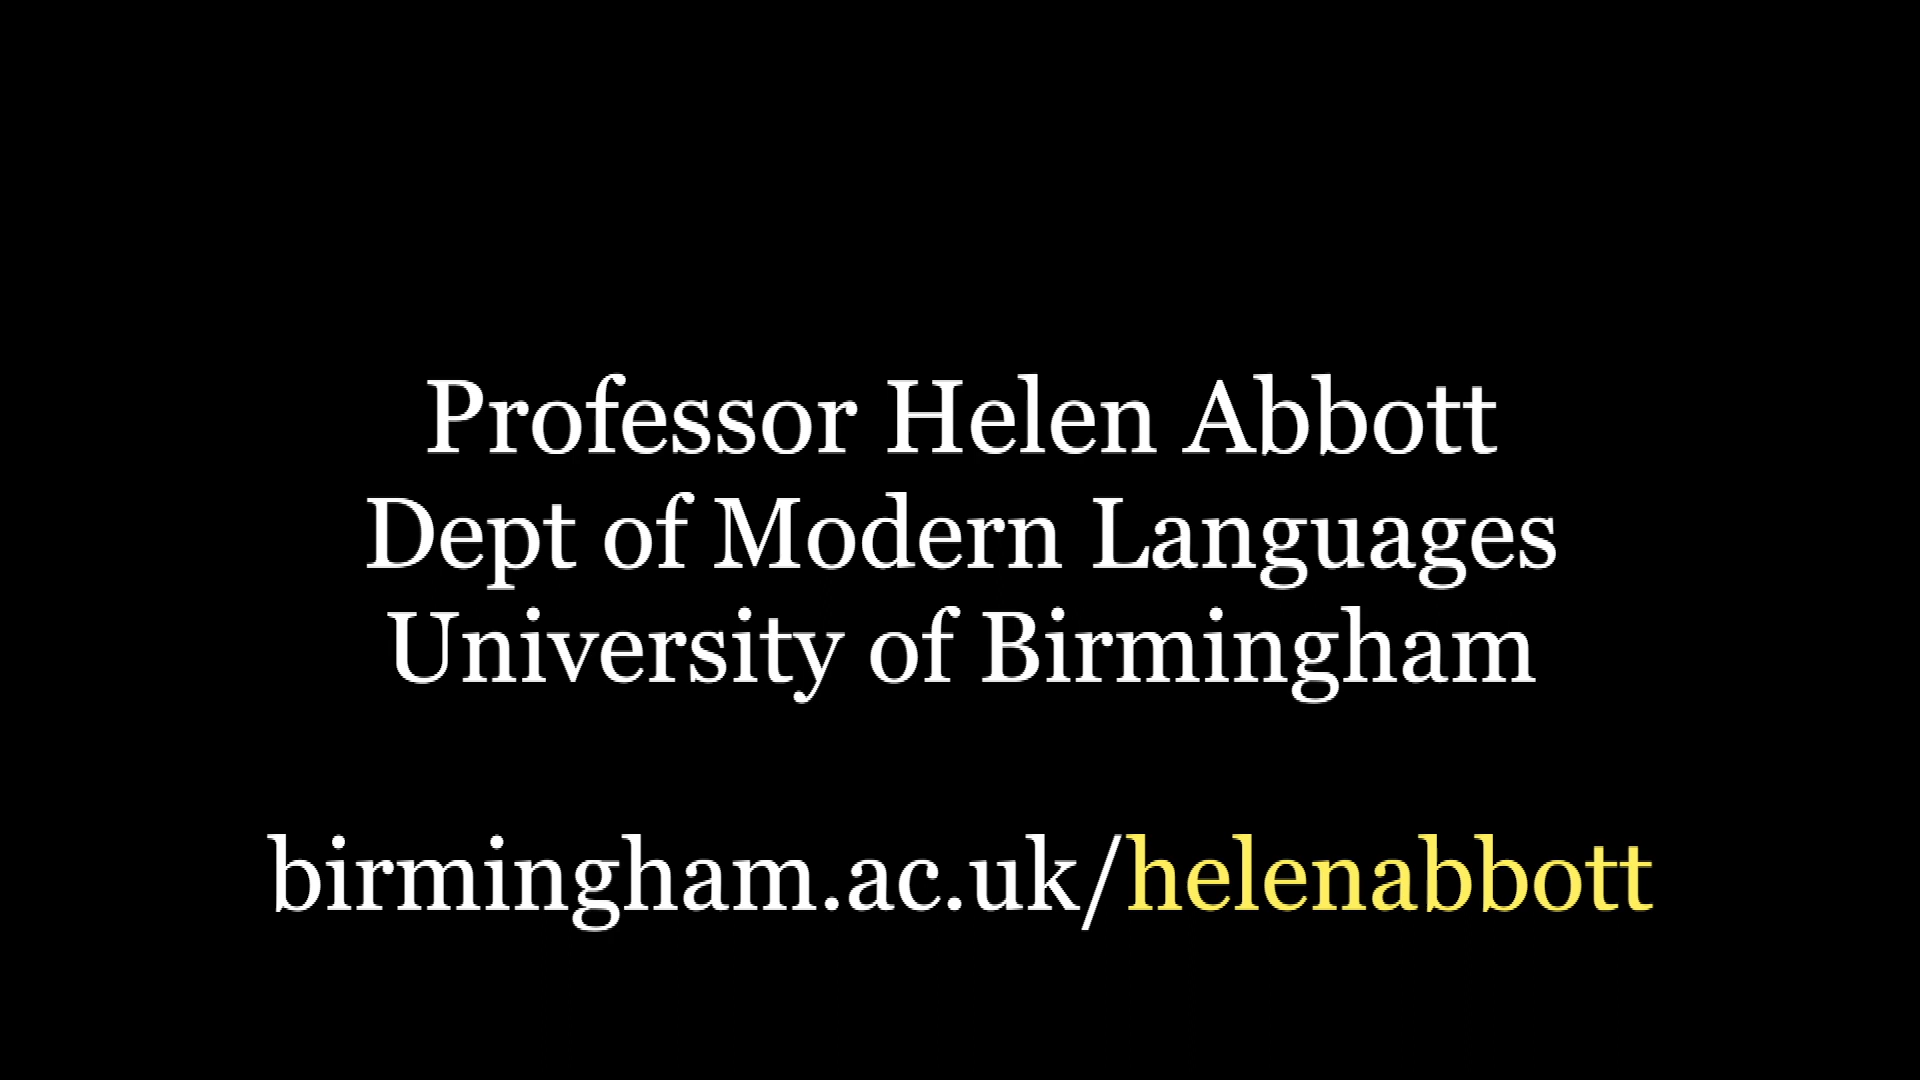 Professor Helen Abbott
Dept of Modern Languages
University of Birmingham
birmingham.ac.uk/helenabbott